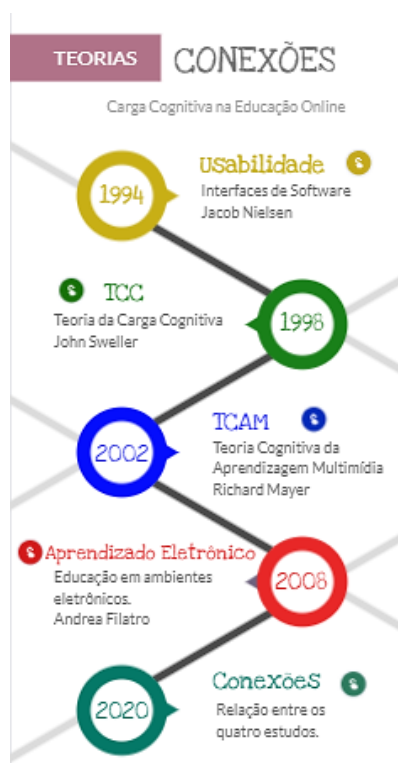 TEORIAS CONEXÕES
Carga Cognitiva na Educação Online
1994
Usabilidade
Interfaces de Software
Jacob Nielsen
TCC
Teoria da Carga Cognitiva
John Sweller
1998
2002
TCAM
Teoria Cognitiva da
Aprendizagem Multimídia
Richard Mayer
Aprendizado Eletrônico
Educação em ambientes
eletrônicos.
Andrea Filatro
2008
2020
Conexões
Relação entre os
quatro estudos.